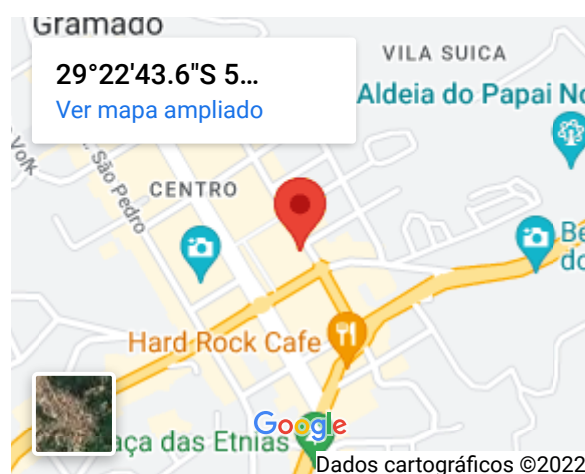 Gramado
29°22'43.6"S 5...
Ver mapa ampliado
VILA SUICA
Aldeia do Papai No
Volk
São Pedro
CENTRO
Be
do
Hard Rock Cafe
Google
aça das Etnias
Dados cartográficos ©2022